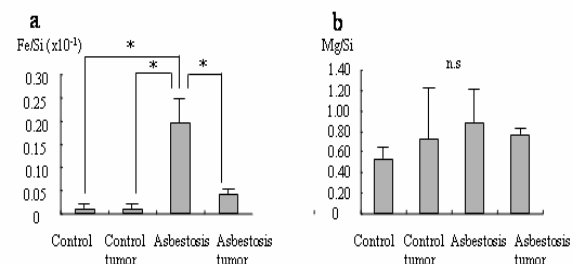 a
Fe/Si (x10⁻¹)
*
*
*
0.30
0.25
0.20
0.15
0.10
0.05
0
Control
Control tumor
Asbestosis
Asbestosis tumor
b
Mg/Si
n.s
1.40
1.20
1.00
0.80
0.60
0.40
0.20
0
Control
Control tumor
Asbestosis
Asbestosis tumor